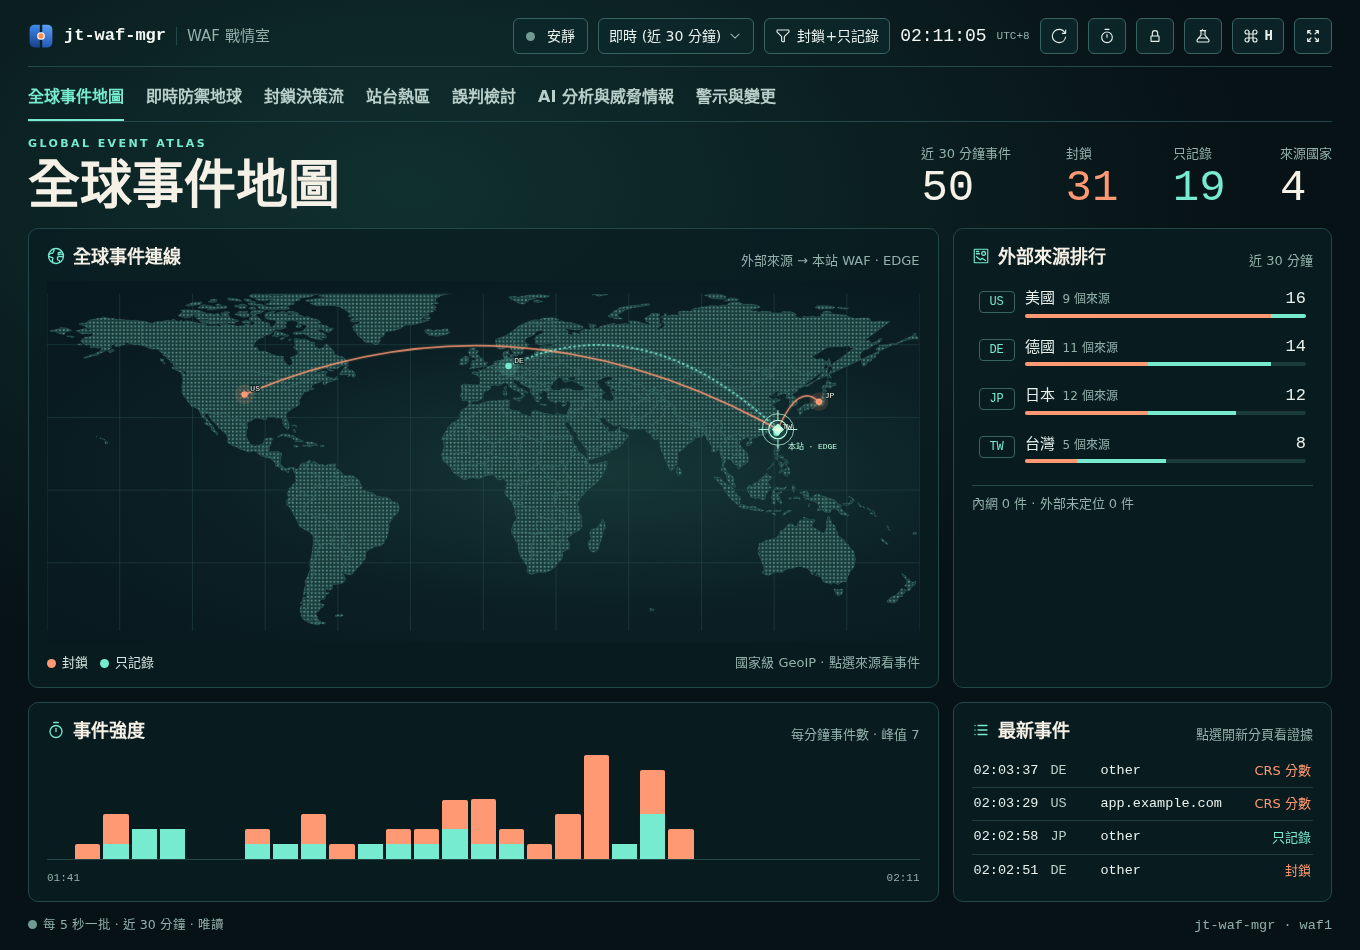 jt-waf-mgr WAF 戰情室 安靜 即時 (近 30 分鐘) 封鎖+只記錄 02:11:05 UTC+8 ⌘ H
全球事件地圖 即時防禦地球 封鎖決策流 站台熱區 誤判檢討 AI 分析與威脅情報 警示與變更
GLOBAL EVENT ATLAS
全球事件地圖
近 30 分鐘事件 封鎖 只記錄 來源國家
50 31 19 4
全球事件連線 外部來源 → 本站 WAF · EDGE
DE
US
JP
本站 · EDGE
封鎖 只記錄 國家級 GeoIP · 點選來源看事件
外部來源排行 近 30 分鐘
US 美國 9 個來源 16
DE 德國 11 個來源 14
JP 日本 12 個來源 12
TW 台灣 5 個來源 8
內網 0 件 · 外部未定位 0 件
事件強度 每分鐘事件數 · 峰值 7
01:41 02:11
最新事件 點選開新分頁看證據
02:03:37 DE other CRS 分數
02:03:29 US app.example.com CRS 分數
02:02:58 JP other 只記錄
02:02:51 DE other 封鎖
每 5 秒一批 · 近 30 分鐘 · 唯讀 jt-waf-mgr · waf1